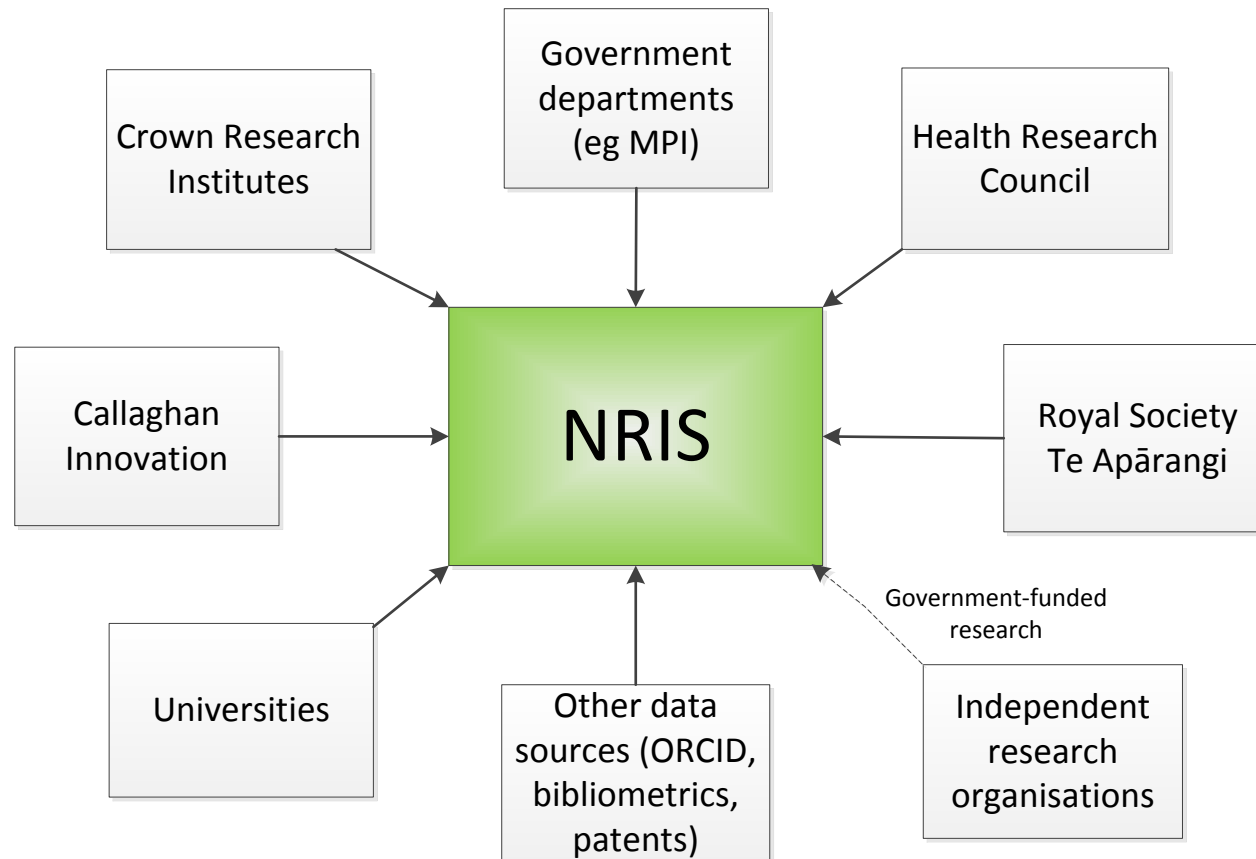 Government
departments
(eg MPI)
Crown Research
Institutes
Health Research
Council
Callaghan
Innovation
NRIS
Royal Society
Te Apārangi
Government-funded
research
Universities
Other data
sources (ORCID,
bibliometrics,
patents)
Independent
research
organisations